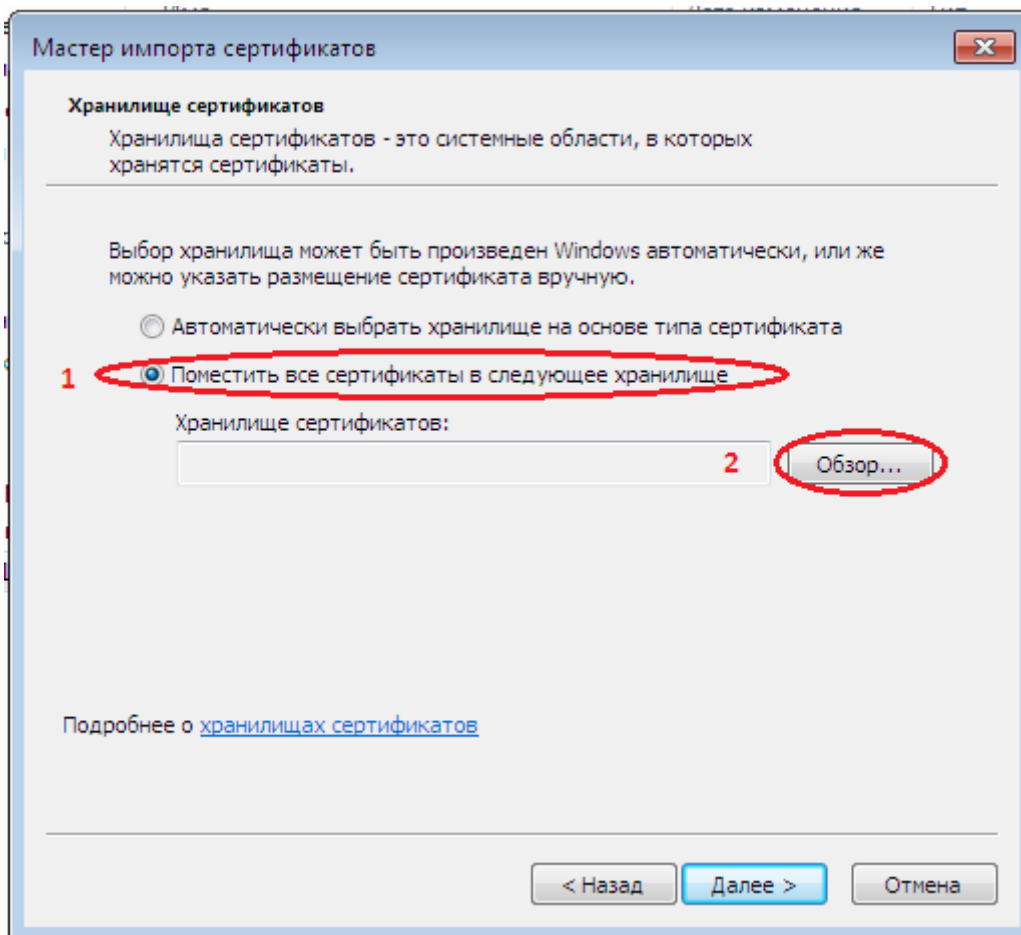 Мастер импорта сертификатов
Хранилище сертификатов
Хранилища сертификатов - это системные области, в которых
хранятся сертификаты.
Выбор хранилища может быть произведен Windows автоматически, или же
можно указать размещение сертификата вручную.
Автоматически выбрать хранилище на основе типа сертификата
1 Поместить все сертификаты в следующее хранилище
Хранилище сертификатов:
2 Обзор...
Подробнее о хранилищах сертификатов
< Назад Далее > Отмена